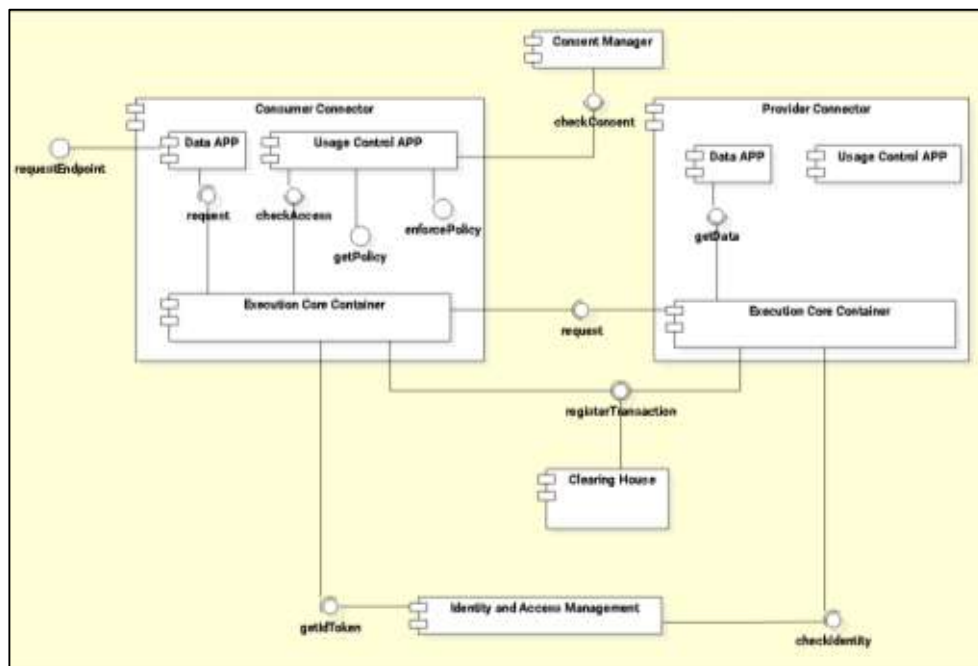 Consent Manager
Consumer Connector
Provider Connector
checkConsent
Data APP
Usage Control APP
Data APP
Usage Control APP
requestEndpoint
request
checkAccess
enforcePolicy
getData
getPolicy
Execution Core Container
Execution Core Container
request
registerTransaction
Clearing House
Identity and Access Management
getIdToken
checkIdentity